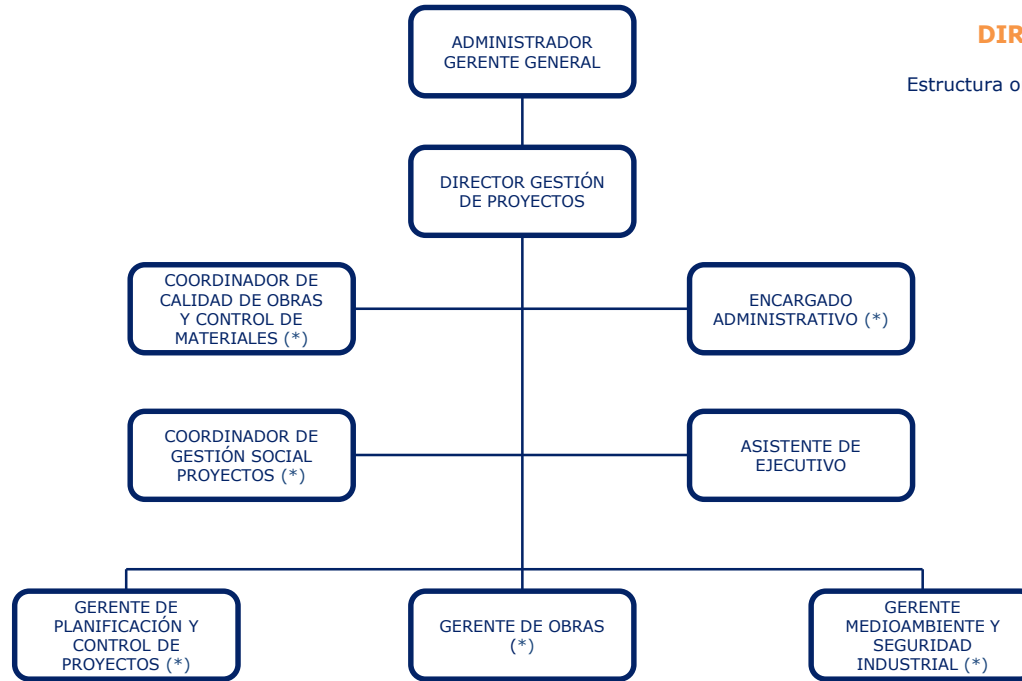 ADMINISTRADOR
GERENTE GENERAL
DIR
Estructura o
DIRECTOR GESTIÓN
DE PROYECTOS
COORDINADOR DE
CALIDAD DE OBRAS
Y CONTROL DE
MATERIALES (*)
ENCARGADO
ADMINISTRATIVO (*)
COORDINADOR DE
GESTIÓN SOCIAL
PROYECTOS (*)
ASISTENTE DE
EJECUTIVO
GERENTE DE
PLANIFICACIÓN Y
CONTROL DE
PROYECTOS (*)
GERENTE DE OBRAS
(*)
GERENTE
MEDIOAMBIENTE Y
SEGURIDAD
INDUSTRIAL (*)